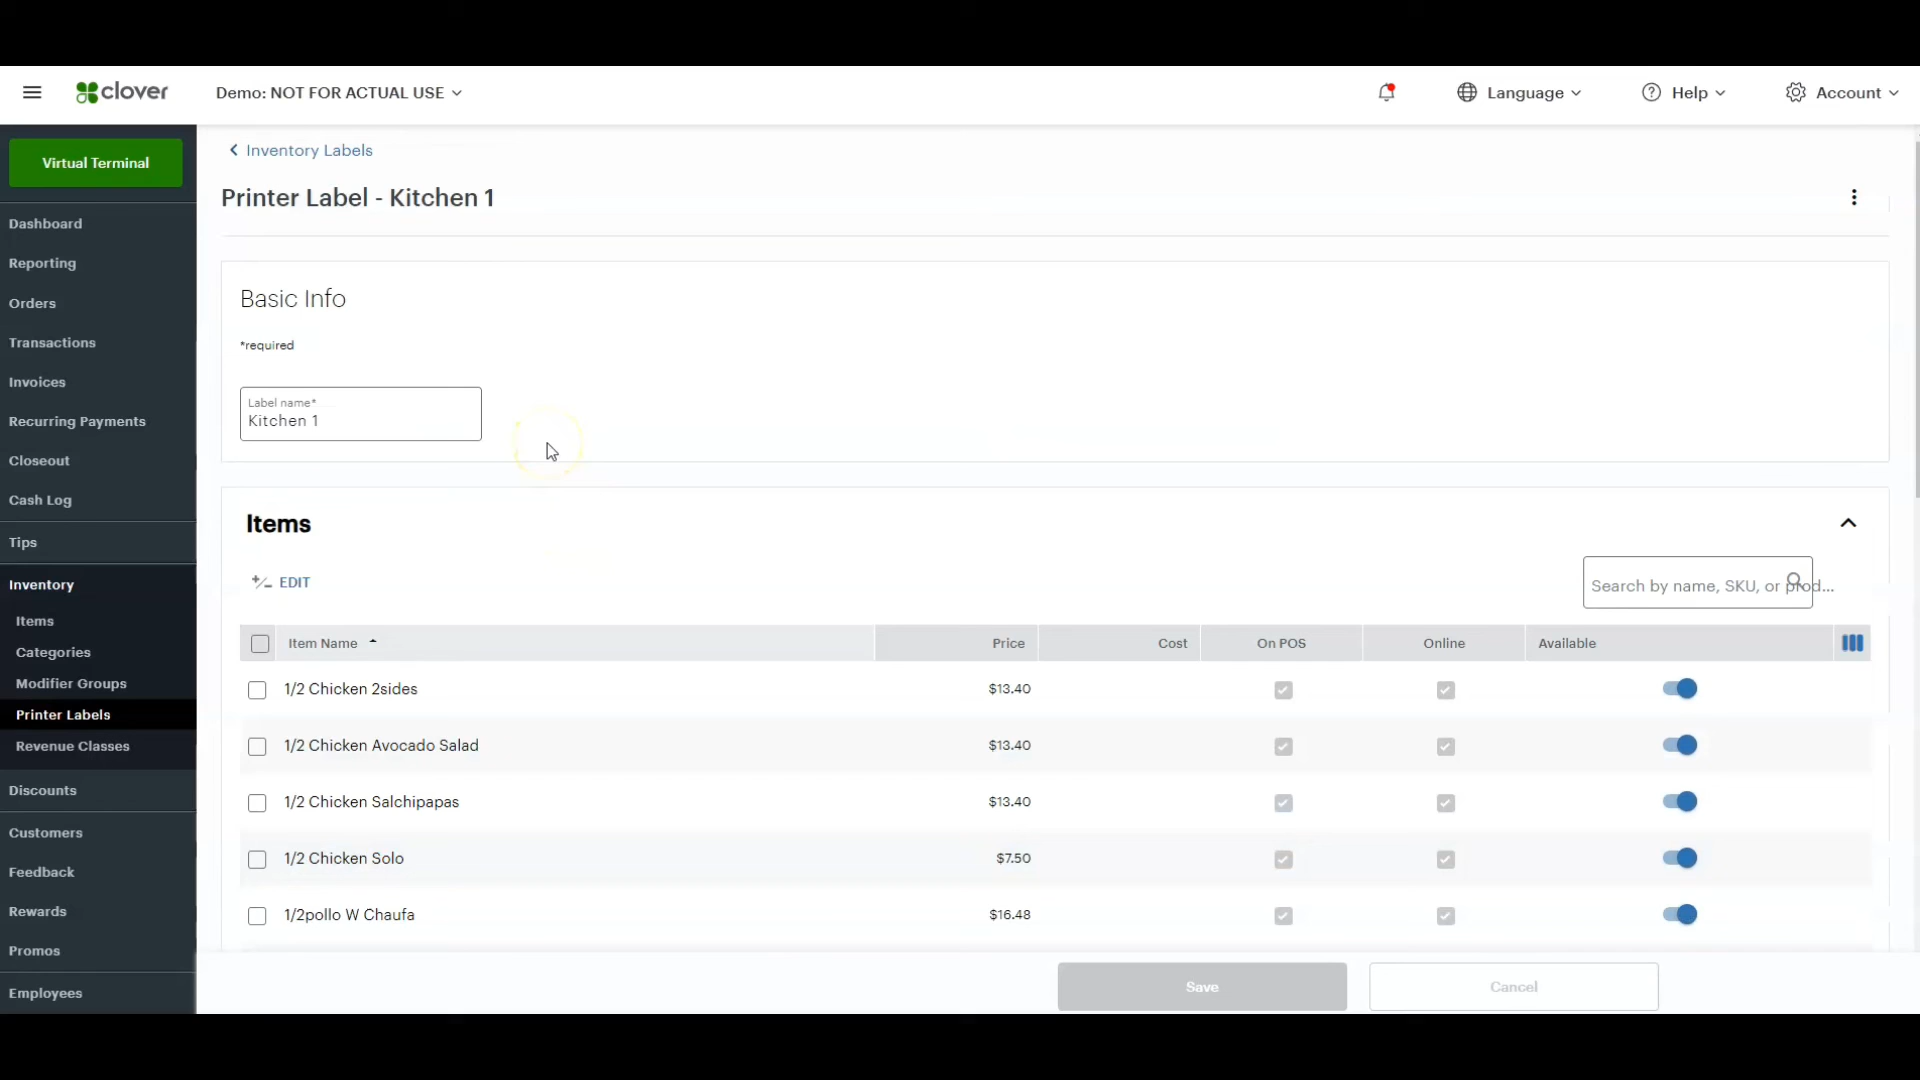 clover
Demo: NOT FOR ACTUAL USE
Language
Help
Account
Virtual Terminal
Dashboard
Reporting
Orders
Transactions
Invoices
Recurring Payments
Closeout
Cash Log
Tips
Inventory
Items
Categories
Modifier Groups
Printer Labels
Revenue Classes
Discounts
Customers
Feedback
Rewards
Promos
Employees
Inventory Labels
Printer Label - Kitchen 1
Basic Info
*required
Label name*
Kitchen 1
Items
EDIT
Search by name, SKU, or prod...
Item Name Price Cost On POS Online Available
1/2 Chicken 2sides $13.40
1/2 Chicken Avocado Salad $13.40
1/2 Chicken Salchipapas $13.40
1/2 Chicken Solo $7.50
1/2pollo W Chaufa $16.48
Save
Cancel